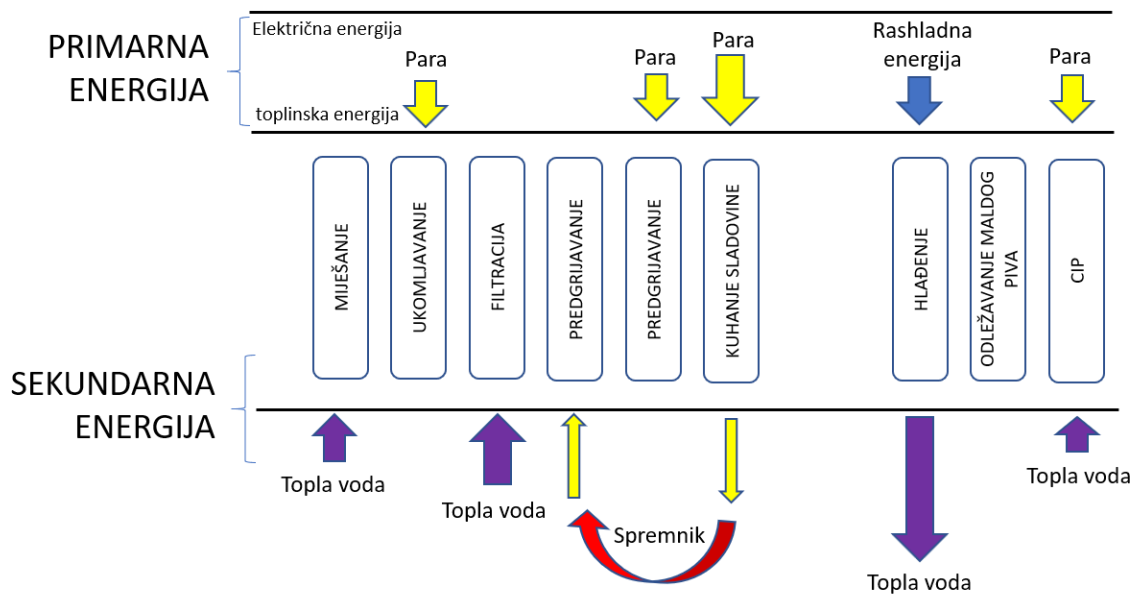 PRIMARNA
ENERGIJA
Električna energija
toplinska energija
Para
Para
Para
Rashladna
energija
Para
MIJEŠANJE
UKOMLJAVANJE
FILTRACIJA
PREDGRIJAVANJE
PREDGRIJAVANJE
KUHANJE SLADOVINE
HLAĐENJE
ODLEŽAVANJE MALDOG
PIVA
CIP
SEKUNDARNA
ENERGIJA
Topla voda
Topla voda
Spremnik
Topla voda
Topla voda